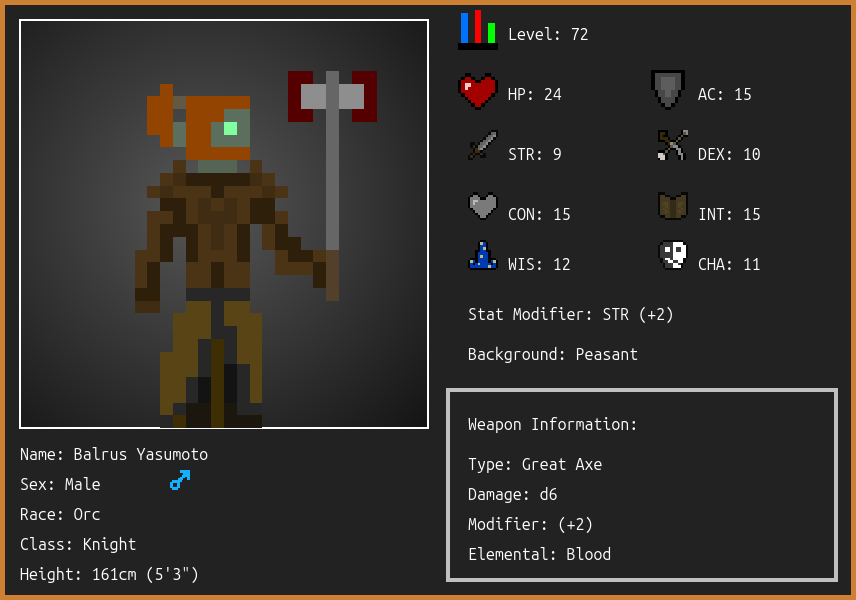 Level: 72
HP: 24
AC: 15
STR: 9
DEX: 10
CON: 15
INT: 15
WIS: 12
CHA: 11
Stat Modifier: STR (+2)
Background: Peasant
Weapon Information:
Type: Great Axe
Damage: d6
Modifier: (+2)
Elemental: Blood
Name: Balrus Yasumoto
Sex: Male
Race: Orc
Class: Knight
Height: 161cm (5'3")